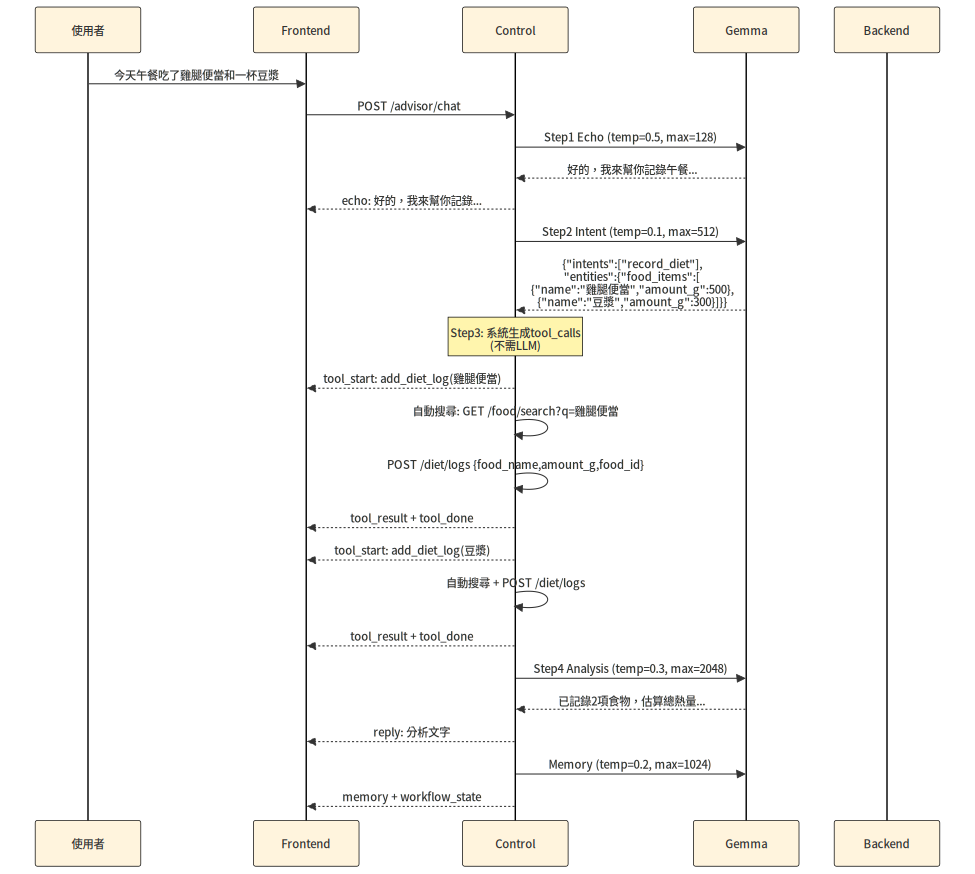 使用者
Frontend
Control
Gemma
Backend
今天午餐吃了雞腿便當和一杯豆漿
POST /advisor/chat
Step1 Echo (temp=0.5, max=128)
好的，我來幫你記錄午餐...
echo: 好的，我來幫你記錄...
Step2 Intent (temp=0.1, max=512)
{"intents":["record_diet"],
"entities":{"food_items":[
{"name":"雞腿便當","amount_g":500},
{"name":"豆漿","amount_g":300}]}}
Step3: 系統生成tool_calls
(不需LLM)
tool_start: add_diet_log(雞腿便當)
自動搜尋: GET /food/search?q=雞腿便當
POST /diet/logs {food_name,amount_g,food_id}
tool_result + tool_done
tool_start: add_diet_log(豆漿)
自動搜尋 + POST /diet/logs
tool_result + tool_done
Step4 Analysis (temp=0.3, max=2048)
已記錄2項食物，估算總熱量...
reply: 分析文字
Memory (temp=0.2, max=1024)
memory + workflow_state
使用者
Frontend
Control
Gemma
Backend